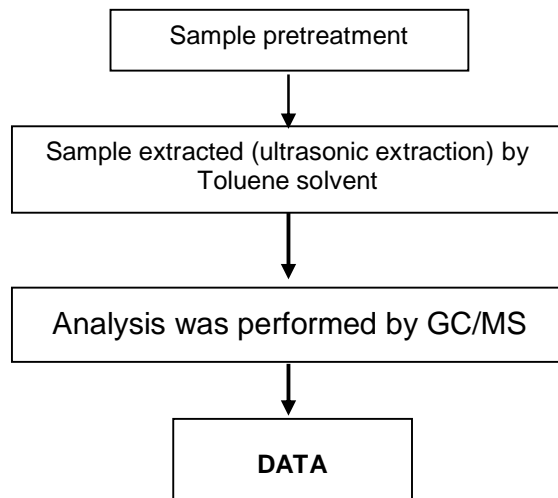 Sample pretreatment
Sample extracted (ultrasonic extraction) by
Toluene solvent
Analysis was performed by GC/MS
DATA